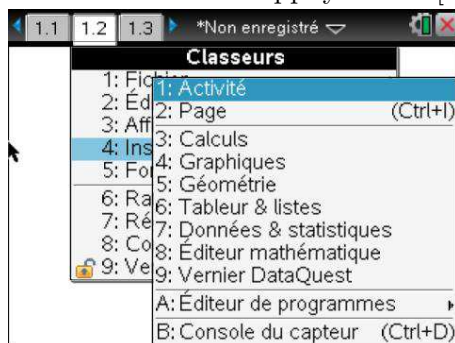 1.1 1.2 1.3 *Non enregistré
Classeurs
1: Fichier
2: Éd
3: Aff
4: Ins
5: Fo
6: Ra
7: Ré
8: Co
9: Ve
1: Activité
2: Page (Ctrl+I)
3: Calculs
4: Graphiques
5: Géométrie
6: Tableur & listes
7: Données & statistiques
8: Éditeur mathématique
9: Vernier DataQuest
A: Éditeur de programmes
B: Console du capteur (Ctrl+D)